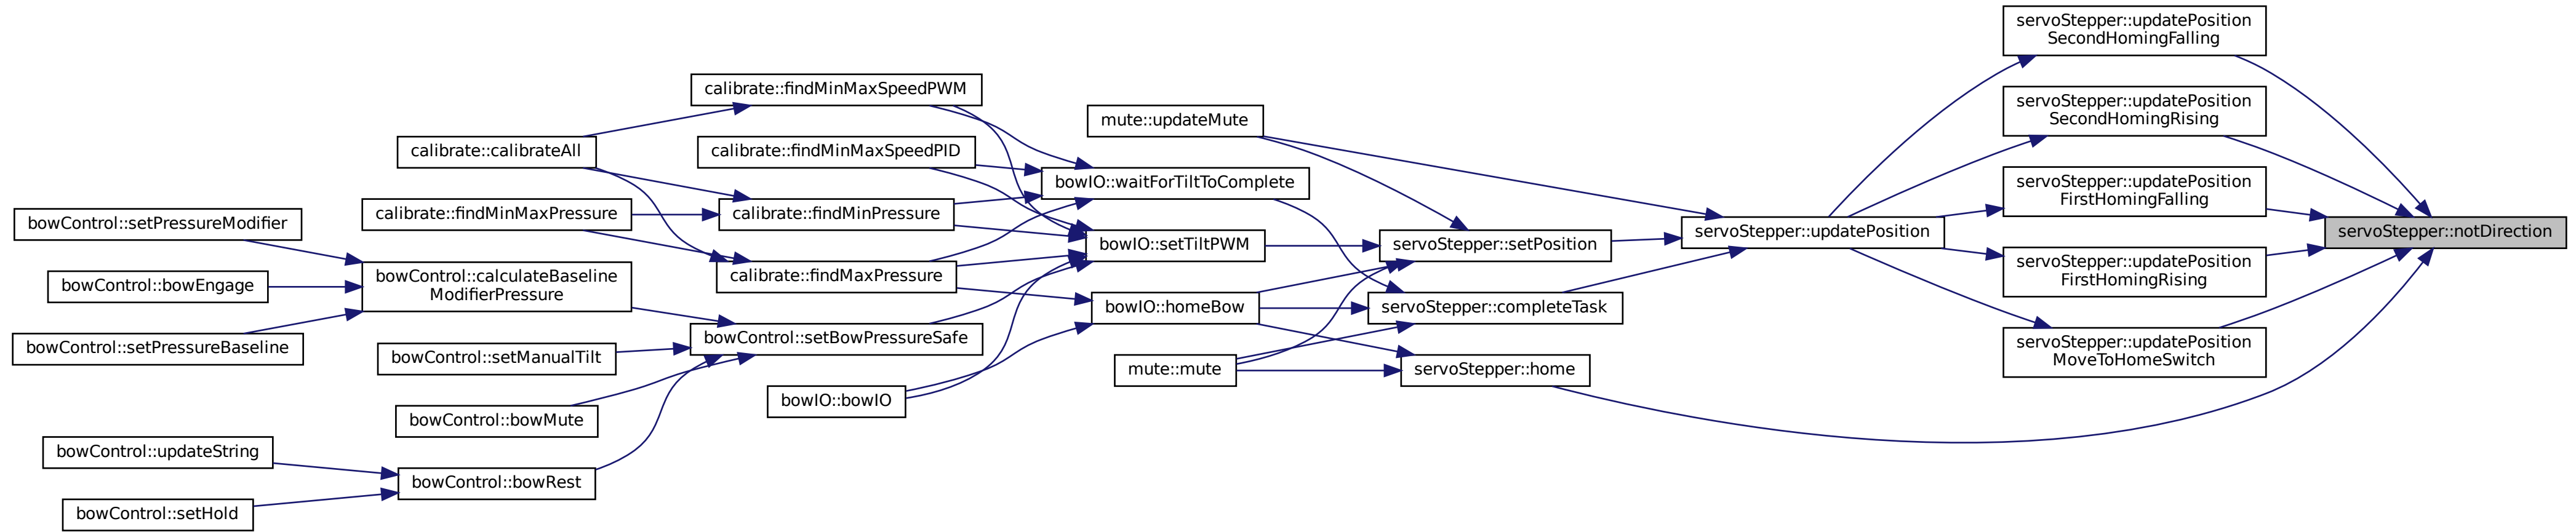 servoStepper::updatePosition
SecondHomingFalling
calibrate::findMinMaxSpeedPWM
servoStepper::updatePosition
SecondHomingRising
mute::updateMute
calibrate::calibrateAll
calibrate::findMinMaxSpeedPID
bowIO::waitForTiltToComplete
servoStepper::updatePosition
FirstHomingFalling
calibrate::findMinMaxPressure
calibrate::findMinPressure
bowControl::setPressureModifier
servoStepper::updatePosition
servoStepper::notDirection
bowIO::setTiltPWM
servoStepper::setPosition
servoStepper::updatePosition
FirstHomingRising
calibrate::findMaxPressure
bowControl::calculateBaseline
ModifierPressure
bowControl::bowEngage
bowIO::homeBow
servoStepper::completeTask
bowControl::setBowPressureSafe
bowControl::setPressureBaseline
servoStepper::updatePosition
MoveToHomeSwitch
bowControl::setManualTilt
mute::mute
servoStepper::home
bowIO::bowIO
bowControl::bowMute
bowControl::updateString
bowControl::bowRest
bowControl::setHold